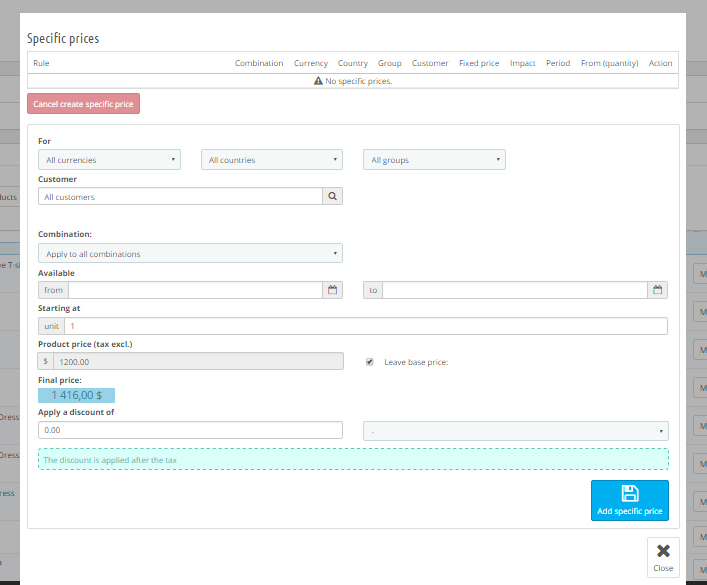 Specific prices
Rule Combination Currency Country Group Customer Fixed price Impact Period From (quantity) Action
No specific prices.
Cancel create specific price
For
All currencies All countries All groups
Customer
All customers
Combination:
Apply to all combinations
Available
from to
Starting at
unit 1
Product price (tax excl.)
$ 1200.00 Leave base price:
Final price:
1 416,00 $
Apply a discount of
0.00 -
The discount is applied after the tax
Add specific price
Close
ucts
e T-s
Dress
Dress
ress
M
M
M
M
M
M
M
M
M